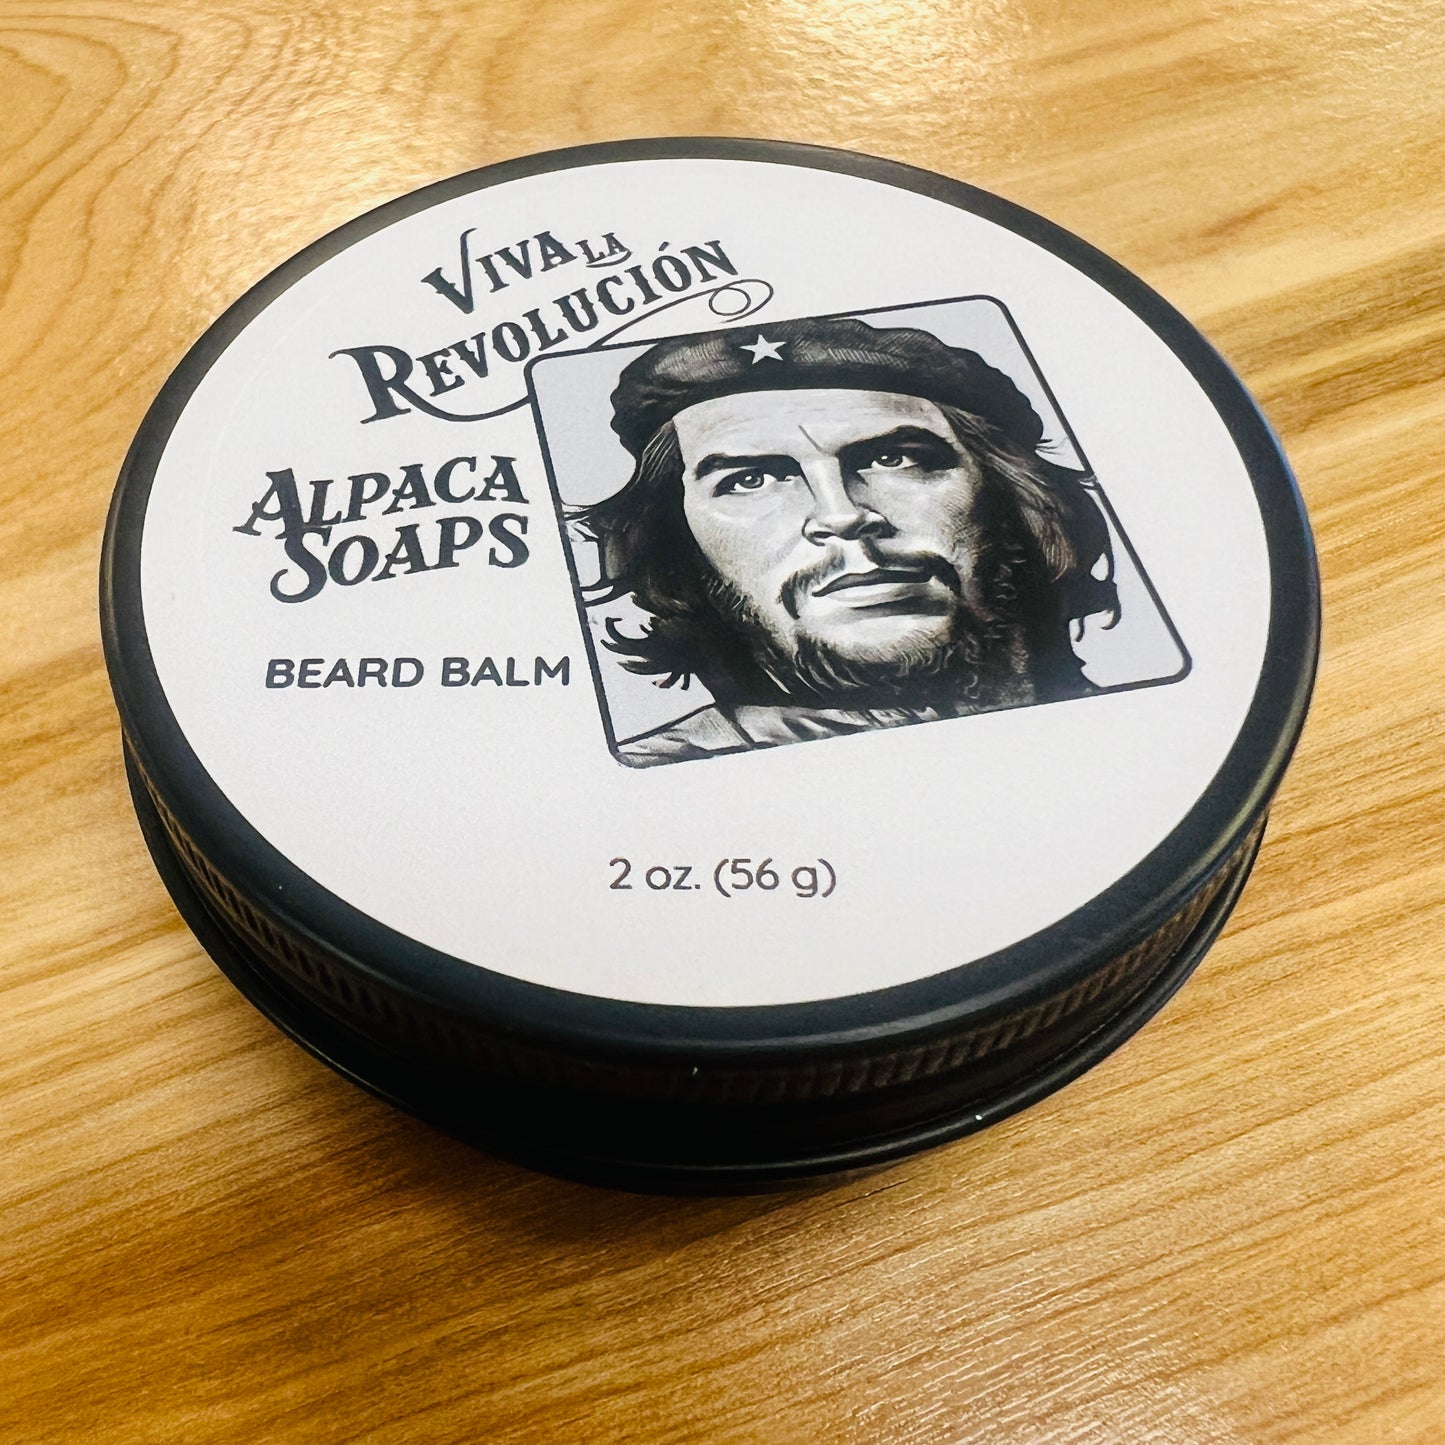 VIVA LA
REVOLUCIÓN
ALPACA
SOAPS
BEARD BALM
2 oz. (56 g)